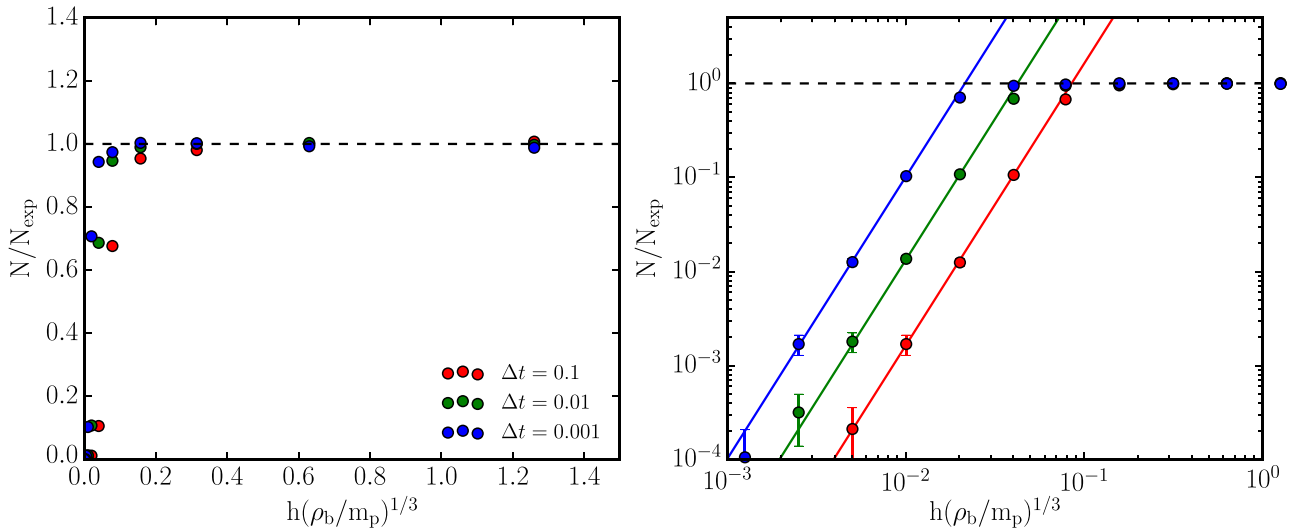 1.4
1.2
1.0
0.8
0.6
0.4
0.2
0.0
N/N_exp
0.0 0.2 0.4 0.6 0.8 1.0 1.2 1.4
h(ρ_b/m_p)^{1/3}
Δt = 0.1
Δt = 0.01
Δt = 0.001
10^0
10^{-1}
10^{-2}
10^{-3}
10^{-4}
N/N_exp
10^{-3} 10^{-2} 10^{-1} 10^0
h(ρ_b/m_p)^{1/3}